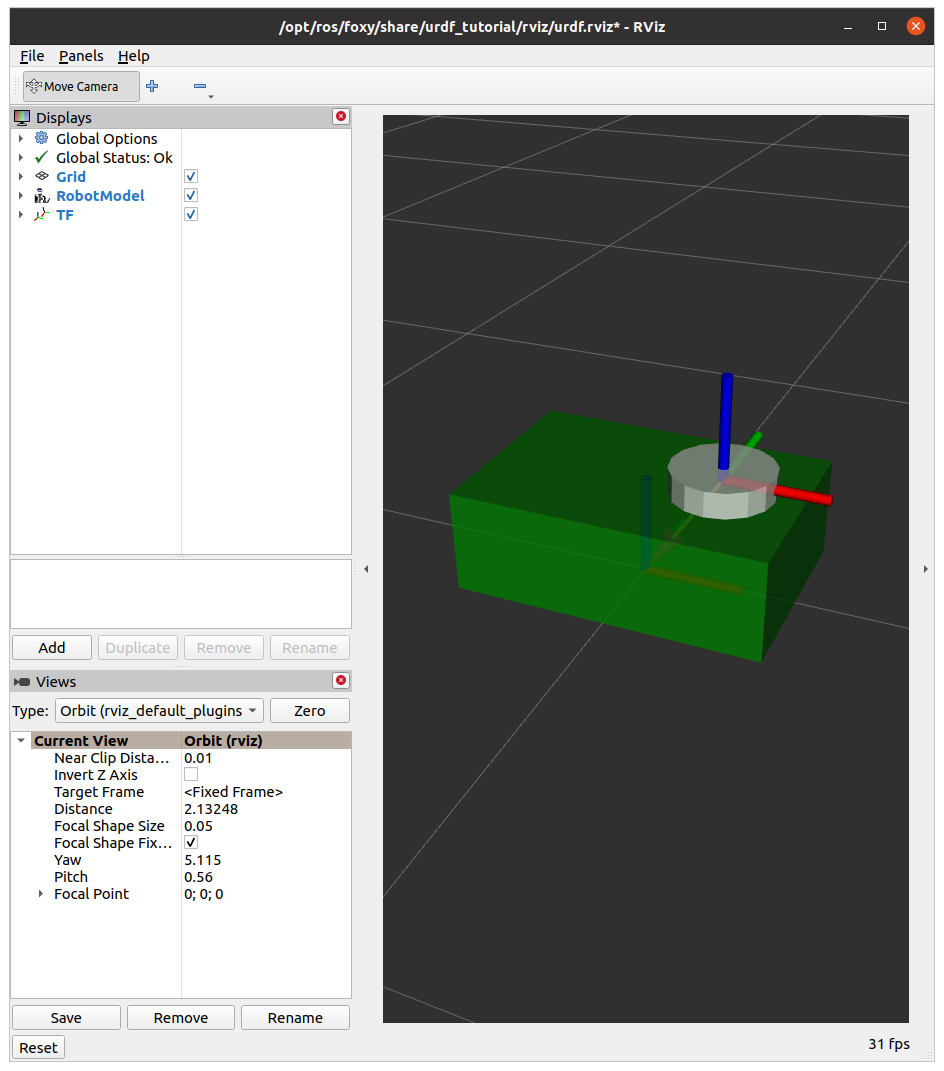 /opt/ros/foxy/share/urdf_tutorial/rviz/urdf.rviz* - RViz
File Panels Help
Move Camera
Displays
Global Options
Global Status: Ok
Grid
RobotModel
TF
Add Duplicate Remove Rename
Views
Type: Orbit (rviz_default_plugins Zero
Current View Orbit (rviz)
Near Clip Dista... 0.01
Invert Z Axis
Target Frame <Fixed Frame>
Distance 2.13248
Focal Shape Size 0.05
Focal Shape Fix...
Yaw 5.115
Pitch 0.56
Focal Point 0; 0; 0
Save Remove Rename
Reset 31 fps